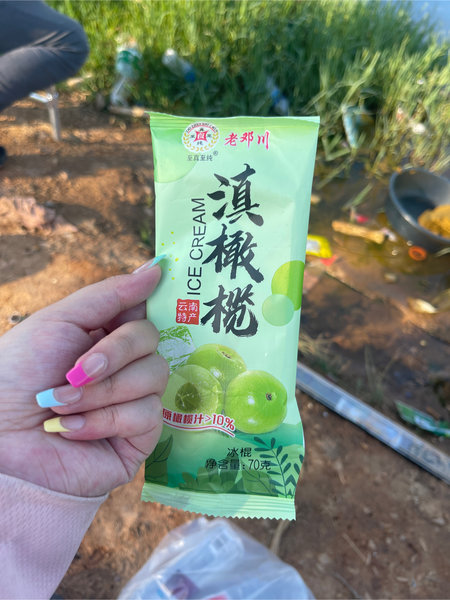 至真至纯®
老邓川
ICE CREAM
滇橄榄
云南
特产
原橄榄汁≥10%
冰棍
净含量:70克